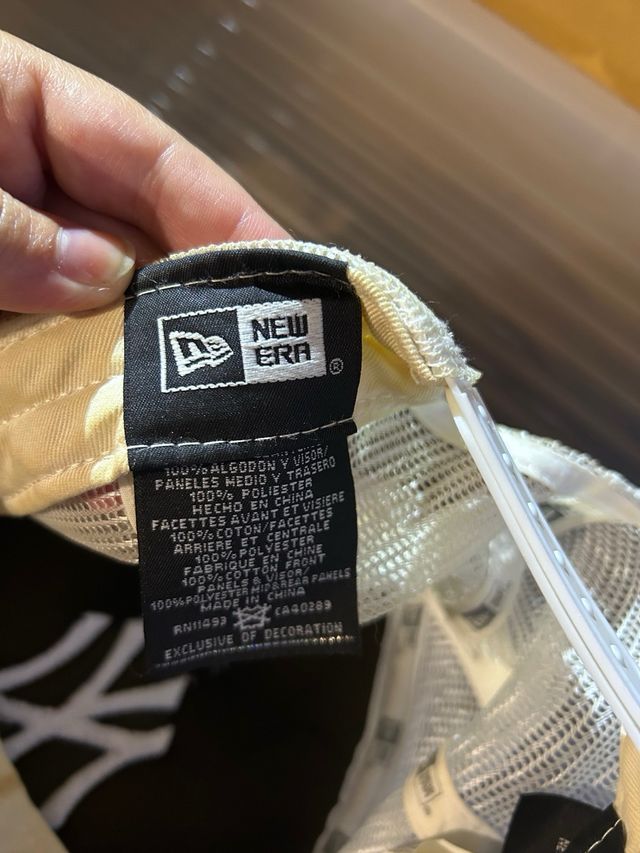 NEW
ERA
®
100% ALGODON Y VISOR/
PANELES MEDIO Y TRASERO
100% POLIESTER
HECHO EN CHINA
FACETTES AVANT ET VISIERE
100% COTON/FACETTES
ARRIERE ET CENTRALE
100% POLYESTER
FABRIQUE EN CHINE
100% COTTON FRONT
PANELS & VISOR/
100% POLYESTER MID & REAR PANELS
MADE IN CHINA
RN11493 CA40289
EXCLUSIVE OF DECORATION
NY